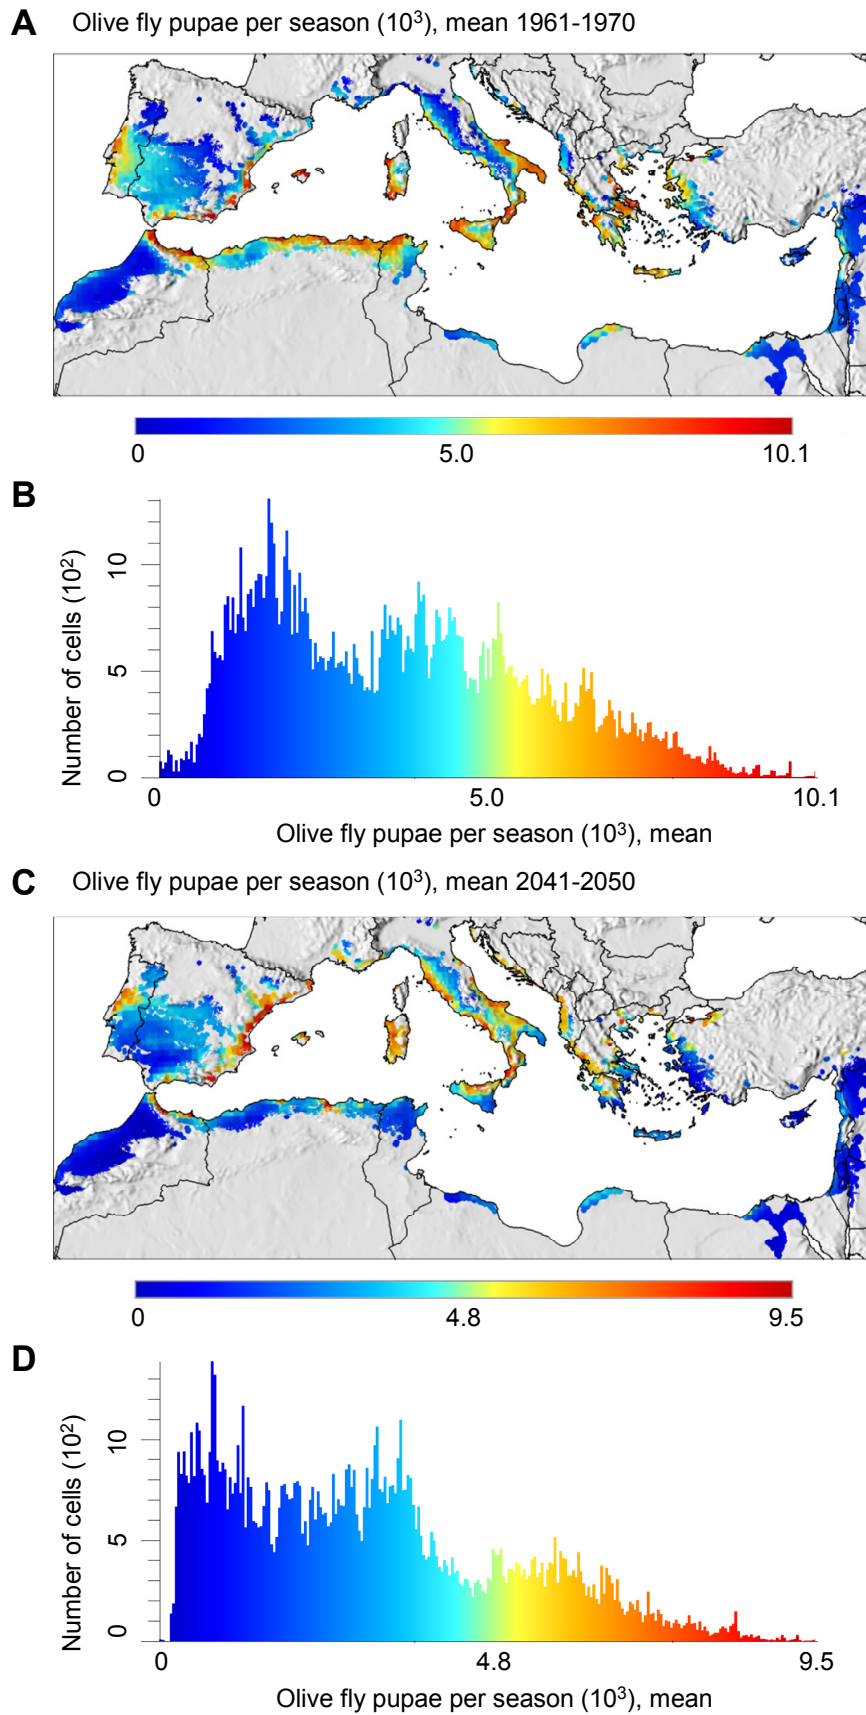 A Olive fly pupae per season (10³), mean 1961-1970
0 5.0 10.1
B
Number of cells (10²)
10
5
0
0 5.0 10.1
Olive fly pupae per season (10³), mean
C Olive fly pupae per season (10³), mean 2041-2050
0 4.8 9.5
D
Number of cells (10²)
10
5
0
0 4.8 9.5
Olive fly pupae per season (10³), mean